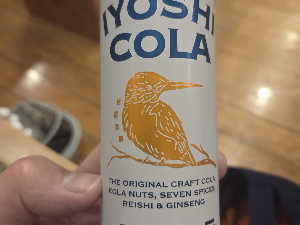 IYOSHI
COLA
THE ORIGINAL CRAFT COLA
KOLA NUTS, SEVEN SPICES
REISHI & GINSENG